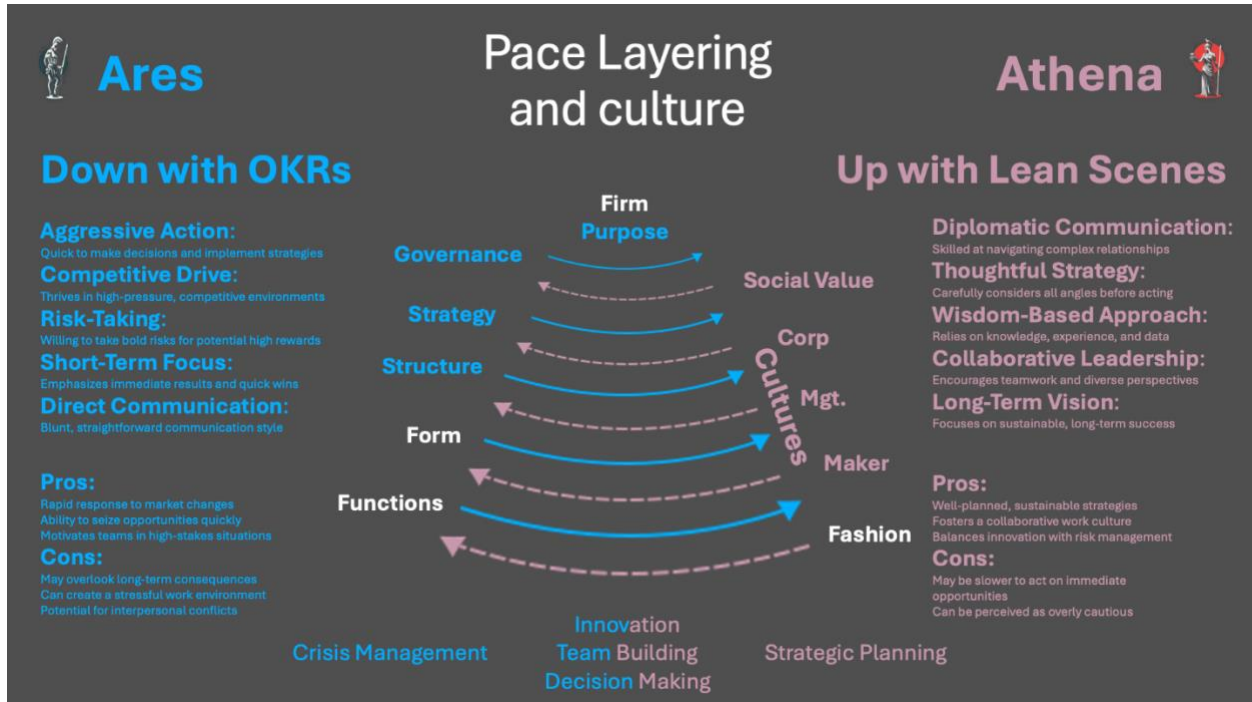 Pace Layering
and culture
Ares
Athena
Down with OKRs
Up with Lean Scenes
Aggressive Action:
Quick to make decisions and implement strategies
Competitive Drive:
Thrives in high-pressure, competitive environments
Risk-Taking:
Willing to take bold risks for potential high rewards
Short-Term Focus:
Emphasizes immediate results and quick wins
Direct Communication:
Blunt, straightforward communication style
Pros:
Rapid response to market changes
Ability to seize opportunities quickly
Motivates teams in high-stakes situations
Cons:
May overlook long-term consequences
Can create a stressful work environment
Potential for interpersonal conflicts
Firm
Purpose
Governance
Social Value
Strategy
Corp
Structure
Cultures
Mgt.
Form
Maker
Functions
Fashion
Diplomatic Communication:
Skilled at navigating complex relationships
Thoughtful Strategy:
Carefully considers all angles before acting
Wisdom-Based Approach:
Relies on knowledge, experience, and data
Collaborative Leadership:
Encourages teamwork and diverse perspectives
Long-Term Vision:
Focuses on sustainable, long-term success
Pros:
Well-planned, sustainable strategies
Fosters a collaborative work culture
Balances innovation with risk management
Cons:
May be slower to act on immediate
opportunities
Can be perceived as overly cautious
Innovation
Crisis Management
Team Building
Strategic Planning
Decision Making